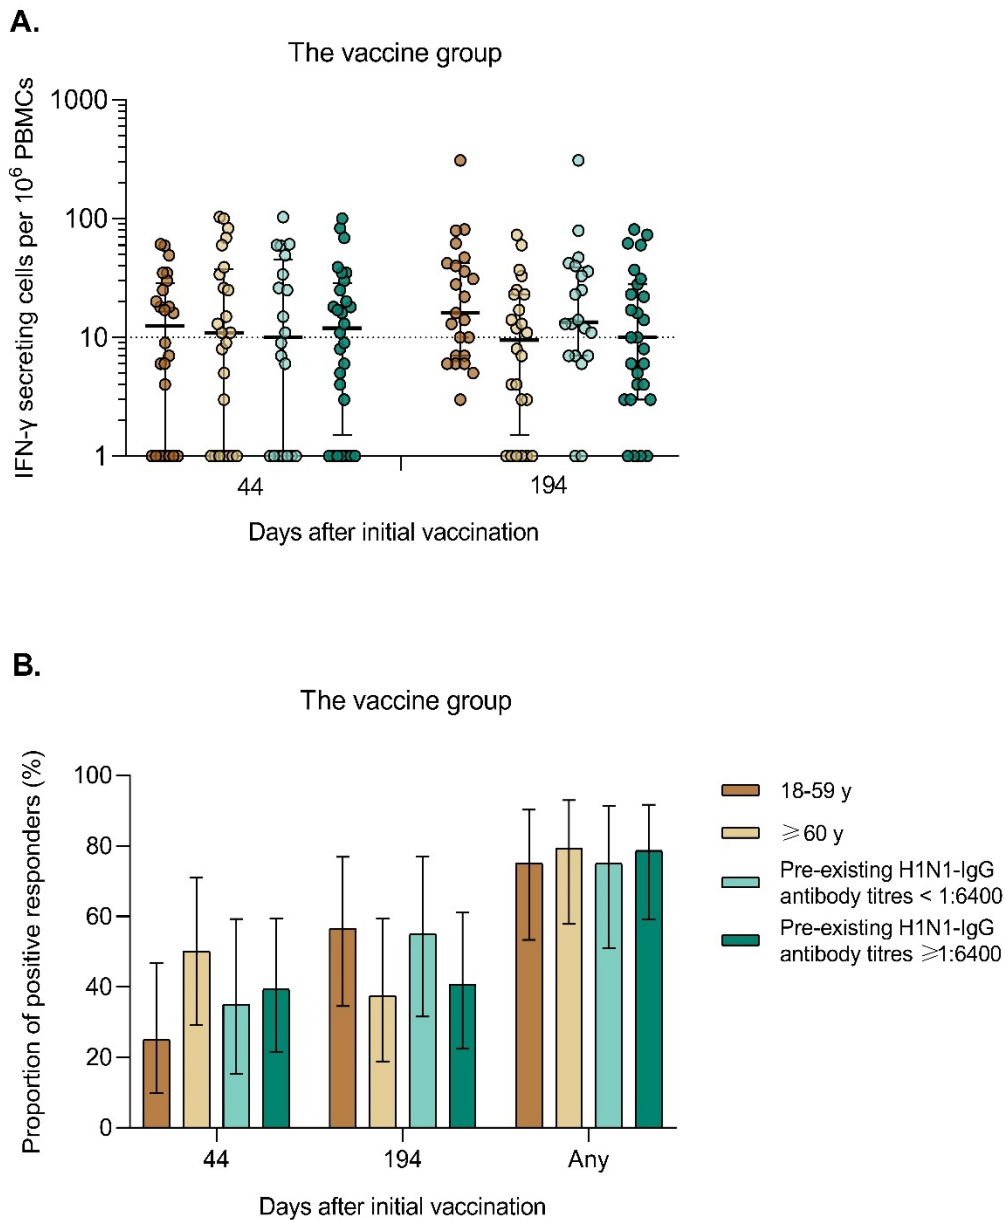 A.
The vaccine group
IFN-γ secreting cells per 10⁶ PBMCs
1000
100
10
1
44
194
Days after initial vaccination
B.
The vaccine group
Proportion of positive responders (%)
100
80
60
40
20
0
44
194
Any
Days after initial vaccination
18-59 y
⩾60 y
Pre-existing H1N1-IgG
antibody titres < 1:6400
Pre-existing H1N1-IgG
antibody titres ⩾1:6400